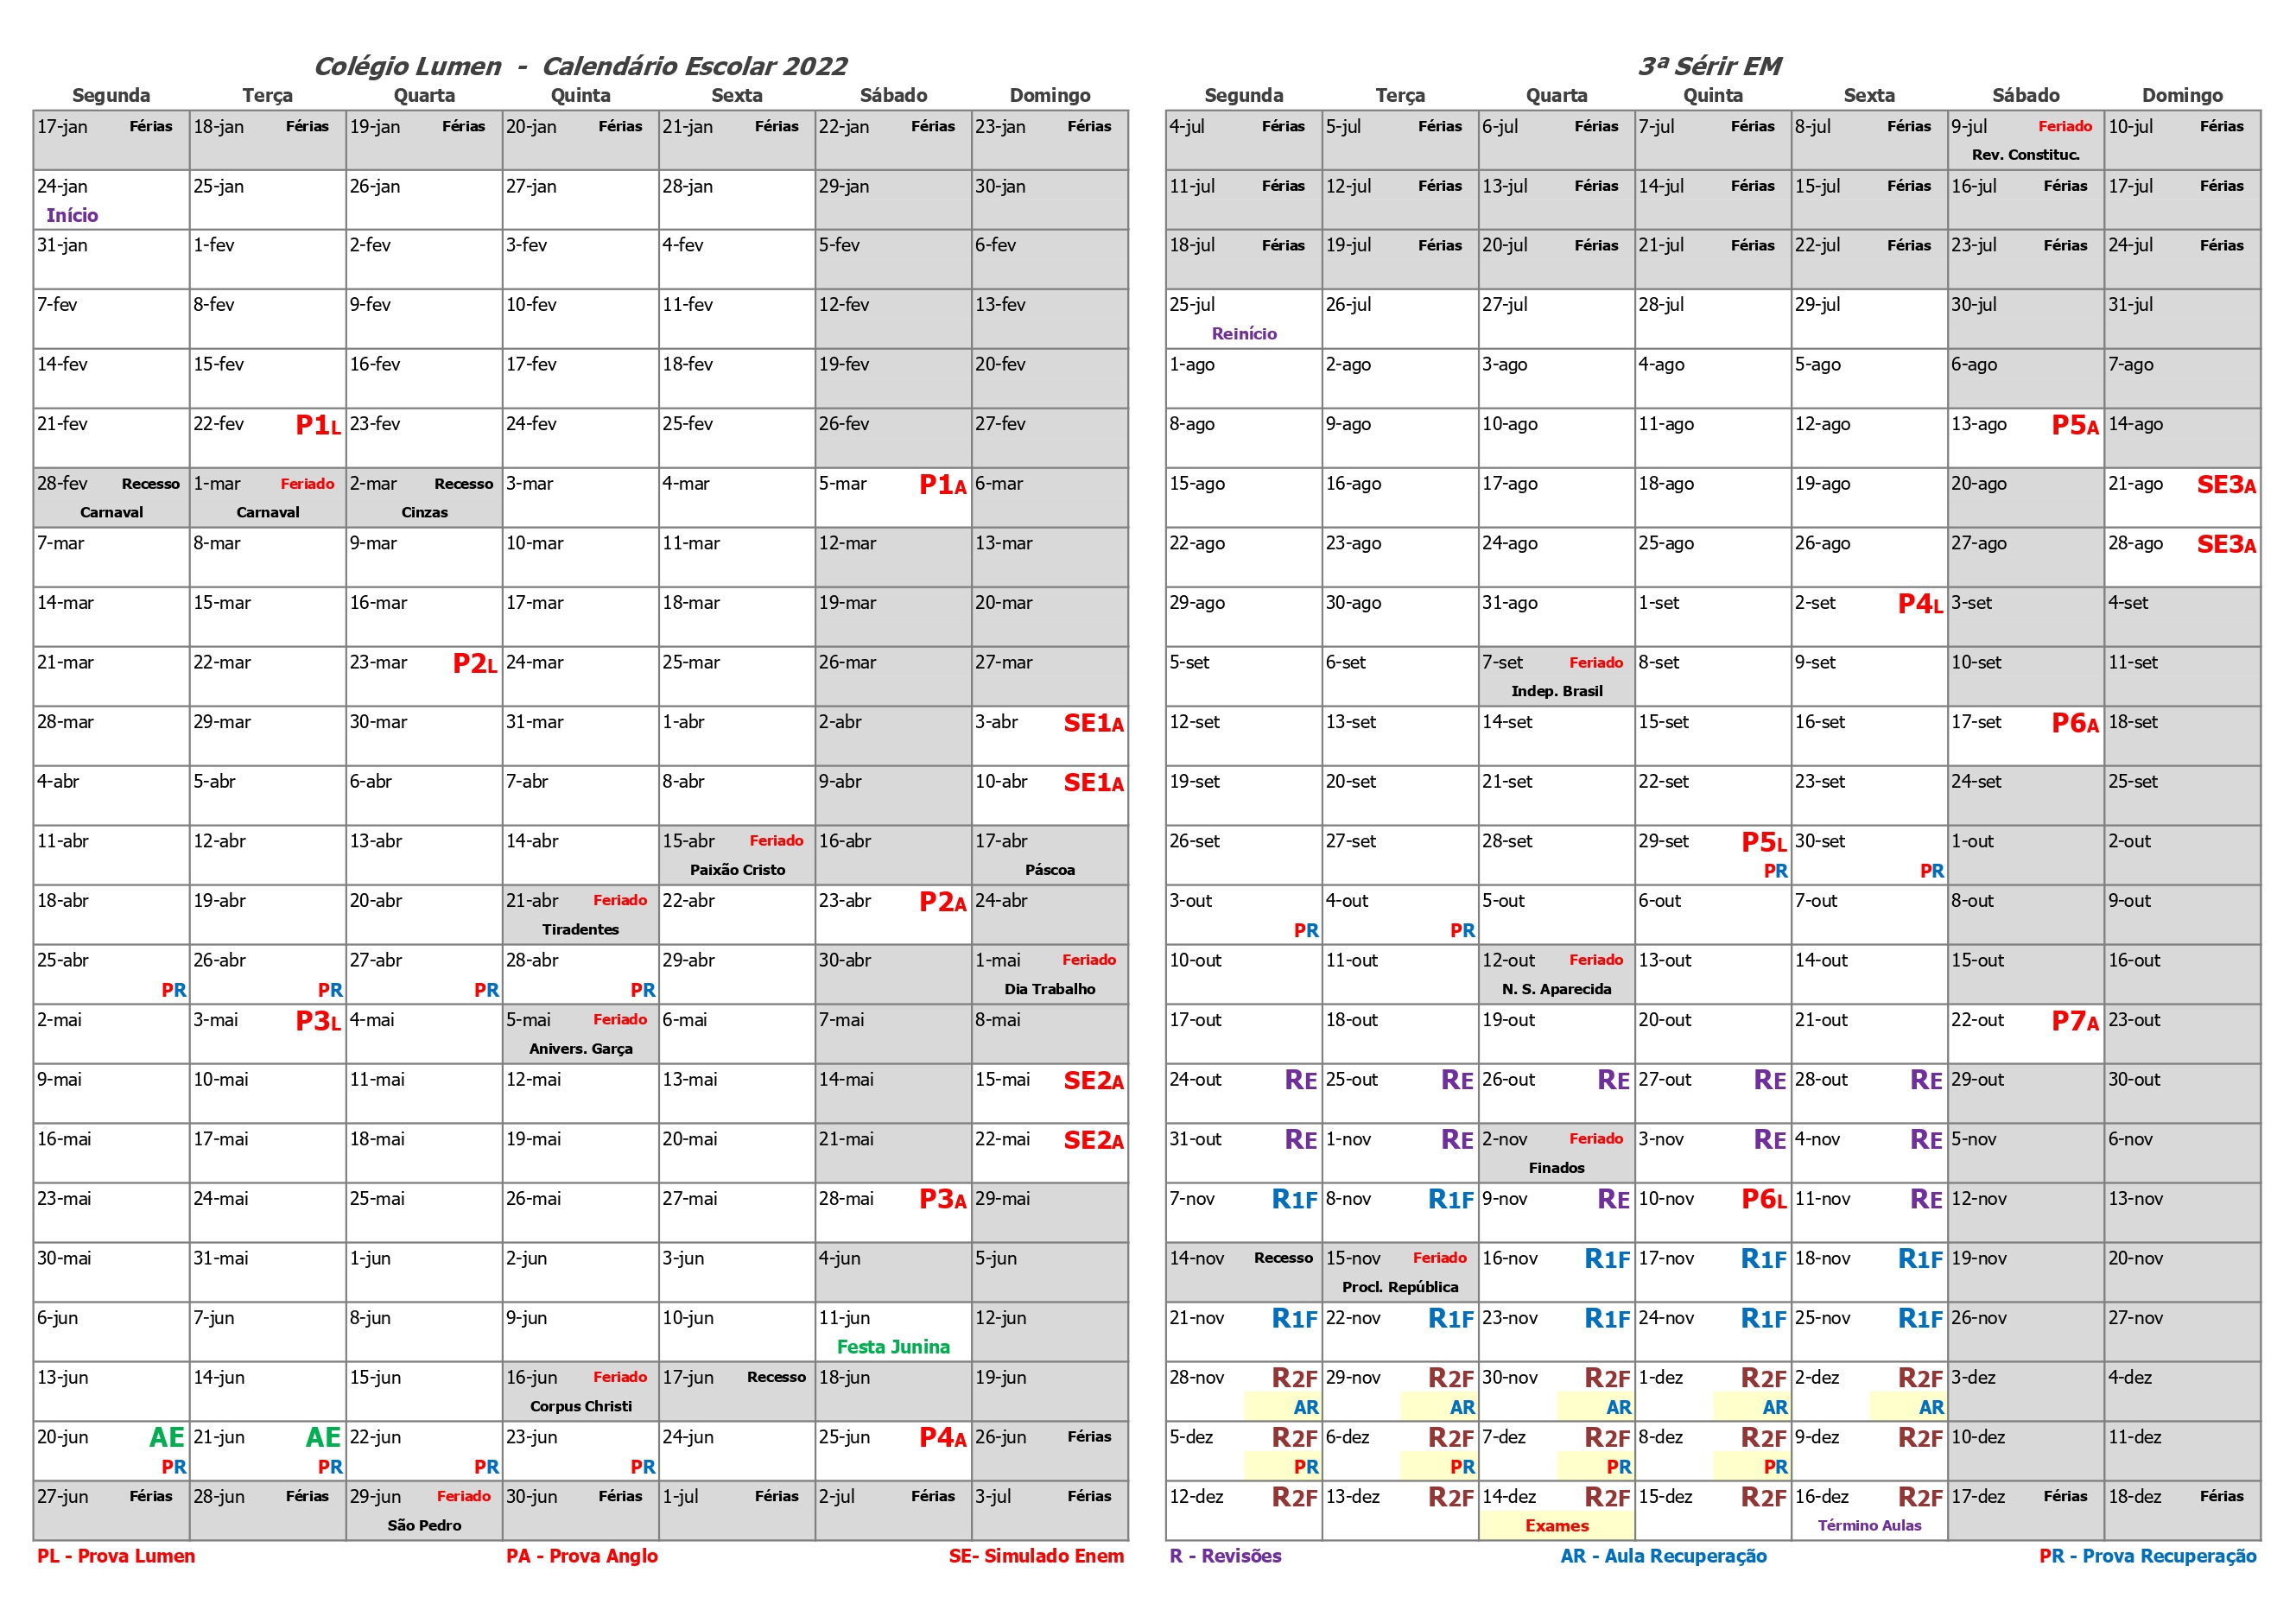 Colégio Lumen - Calendário Escolar 2022
Segunda Terça Quarta Quinta Sexta Sábado Domingo
17-jan Férias 18-jan Férias 19-jan Férias 20-jan Férias 21-jan Férias 22-jan Férias 23-jan Férias
24-jan 25-jan 26-jan 27-jan 28-jan 29-jan 30-jan
Início
31-jan 1-fev 2-fev 3-fev 4-fev 5-fev 6-fev
7-fev 8-fev 9-fev 10-fev 11-fev 12-fev 13-fev
14-fev 15-fev 16-fev 17-fev 18-fev 19-fev 20-fev
21-fev 22-fev P1L 23-fev 24-fev 25-fev 26-fev 27-fev
28-fev Recesso 1-mar Feriado 2-mar Recesso 3-mar 4-mar 5-mar P1A 6-mar
Carnaval Carnaval Cinzas
7-mar 8-mar 9-mar 10-mar 11-mar 12-mar 13-mar
14-mar 15-mar 16-mar 17-mar 18-mar 19-mar 20-mar
21-mar 22-mar 23-mar P2L 24-mar 25-mar 26-mar 27-mar
28-mar 29-mar 30-mar 31-mar 1-abr 2-abr 3-abr SE1A
4-abr 5-abr 6-abr 7-abr 8-abr 9-abr 10-abr SE1A
11-abr 12-abr 13-abr 14-abr 15-abr Feriado 16-abr 17-abr
Paixão Cristo Páscoa
18-abr 19-abr 20-abr 21-abr Feriado 22-abr 23-abr P2A 24-abr
Tiradentes
25-abr 26-abr 27-abr 28-abr 29-abr 30-abr 1-mai Feriado
PR PR PR PR Dia Trabalho
2-mai 3-mai P3L 4-mai 5-mai Feriado 6-mai 7-mai 8-mai
Anivers. Garça
9-mai 10-mai 11-mai 12-mai 13-mai 14-mai 15-mai SE2A
16-mai 17-mai 18-mai 19-mai 20-mai 21-mai 22-mai SE2A
23-mai 24-mai 25-mai 26-mai 27-mai 28-mai P3A 29-mai
30-mai 31-mai 1-jun 2-jun 3-jun 4-jun 5-jun
6-jun 7-jun 8-jun 9-jun 10-jun 11-jun 12-jun
Festa Junina
13-jun 14-jun 15-jun 16-jun Feriado 17-jun Recesso 18-jun 19-jun
Corpus Christi
20-jun AE 21-jun AE 22-jun 23-jun 24-jun 25-jun P4A 26-jun Férias
PR PR PR PR
27-jun Férias 28-jun Férias 29-jun Feriado 30-jun Férias 1-jul Férias 2-jul Férias 3-jul Férias
São Pedro
PL - Prova Lumen PA - Prova Anglo SE- Simulado Enem
3ª Sérir EM
Segunda Terça Quarta Quinta Sexta Sábado Domingo
4-jul Férias 5-jul Férias 6-jul Férias 7-jul Férias 8-jul Férias 9-jul Feriado 10-jul Férias
Rev. Constituc.
11-jul Férias 12-jul Férias 13-jul Férias 14-jul Férias 15-jul Férias 16-jul Férias 17-jul Férias
18-jul Férias 19-jul Férias 20-jul Férias 21-jul Férias 22-jul Férias 23-jul Férias 24-jul Férias
25-jul 26-jul 27-jul 28-jul 29-jul 30-jul 31-jul
Reinício
1-ago 2-ago 3-ago 4-ago 5-ago 6-ago 7-ago
8-ago 9-ago 10-ago 11-ago 12-ago 13-ago P5A 14-ago
15-ago 16-ago 17-ago 18-ago 19-ago 20-ago 21-ago SE3A
22-ago 23-ago 24-ago 25-ago 26-ago 27-ago 28-ago SE3A
29-ago 30-ago 31-ago 1-set 2-set P4L 3-set 4-set
5-set 6-set 7-set Feriado 8-set 9-set 10-set 11-set
Indep. Brasil
12-set 13-set 14-set 15-set 16-set 17-set P6A 18-set
19-set 20-set 21-set 22-set 23-set 24-set 25-set
26-set 27-set 28-set 29-set P5L 30-set 1-out 2-out
PR PR
3-out 4-out 5-out 6-out 7-out 8-out 9-out
PR PR
10-out 11-out 12-out Feriado 13-out 14-out 15-out 16-out
N. S. Aparecida
17-out 18-out 19-out 20-out 21-out 22-out P7A 23-out
24-out RE 25-out RE 26-out RE 27-out RE 28-out RE 29-out 30-out
31-out RE 1-nov RE 2-nov Feriado 3-nov RE 4-nov RE 5-nov 6-nov
Finados
7-nov R1F 8-nov R1F 9-nov RE 10-nov P6L 11-nov RE 12-nov 13-nov
14-nov Recesso 15-nov Feriado 16-nov R1F 17-nov R1F 18-nov R1F 19-nov 20-nov
Procl. República
21-nov R1F 22-nov R1F 23-nov R1F 24-nov R1F 25-nov R1F 26-nov 27-nov
28-nov R2F 29-nov R2F 30-nov R2F 1-dez R2F 2-dez R2F 3-dez 4-dez
AR AR AR AR AR
5-dez R2F 6-dez R2F 7-dez R2F 8-dez R2F 9-dez R2F 10-dez 11-dez
PR PR PR PR
12-dez R2F 13-dez R2F 14-dez R2F 15-dez R2F 16-dez R2F 17-dez Férias 18-dez Férias
Exames Término Aulas
R - Revisões AR - Aula Recuperação PR - Prova Recuperação